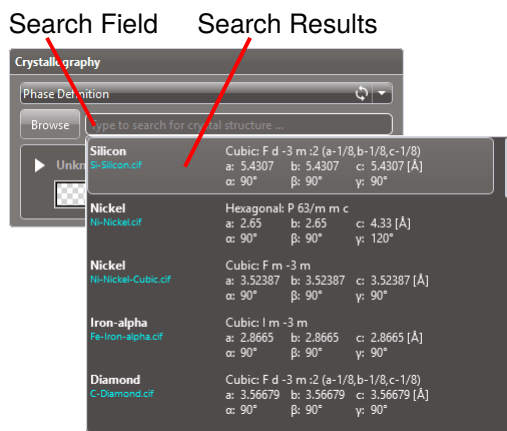 Search Field Search Results
Crystallography
Phase Definition
Browse Type to search for crystal structure ...
Unkn
Silicon Cubic: F d -3 m :2 (a-1/8,b-1/8,c-1/8)
Si-Silicon.cif a: 5.4307 b: 5.4307 c: 5.4307 [Å]
α: 90° β: 90° γ: 90°
Nickel Hexagonal: P 63/m m c
Ni-Nickel.cif a: 2.65 b: 2.65 c: 4.33 [Å]
α: 90° β: 90° γ: 120°
Nickel Cubic: F m -3 m
Ni-Nickel-Cubic.cif a: 3.52387 b: 3.52387 c: 3.52387 [Å]
α: 90° β: 90° γ: 90°
Iron-alpha Cubic: I m -3 m
Fe-Iron-alpha.cif a: 2.8665 b: 2.8665 c: 2.8665 [Å]
α: 90° β: 90° γ: 90°
Diamond Cubic: F d -3 m :2 (a-1/8,b-1/8,c-1/8)
C-Diamond.cif a: 3.56679 b: 3.56679 c: 3.56679 [Å]
α: 90° β: 90° γ: 90°